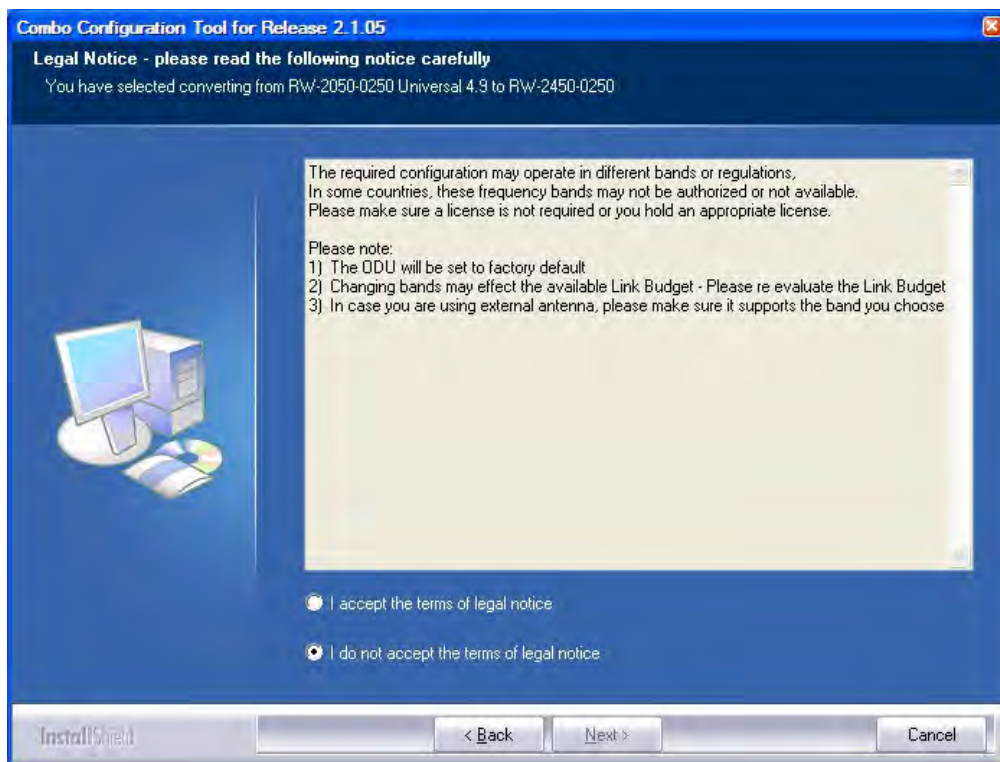 Combo Configuration Tool for Release 2.1.05
Legal Notice - please read the following notice carefully
You have selected converting from RW-2050-0250 Universal 4.9 to RW-2450-0250
The required configuration may operate in different bands or regulations,
In some countries, these frequency bands may not be authorized or not available.
Please make sure a license is not required or you hold an appropriate license.
Please note:
1) The ODU will be set to factory default
2) Changing bands may effect the available Link Budget - Please re evaluate the Link Budget
3) In case you are using external antenna, please make sure it supports the band you choose
I accept the terms of legal notice
I do not accept the terms of legal notice
InstallShield
< Back
Next >
Cancel